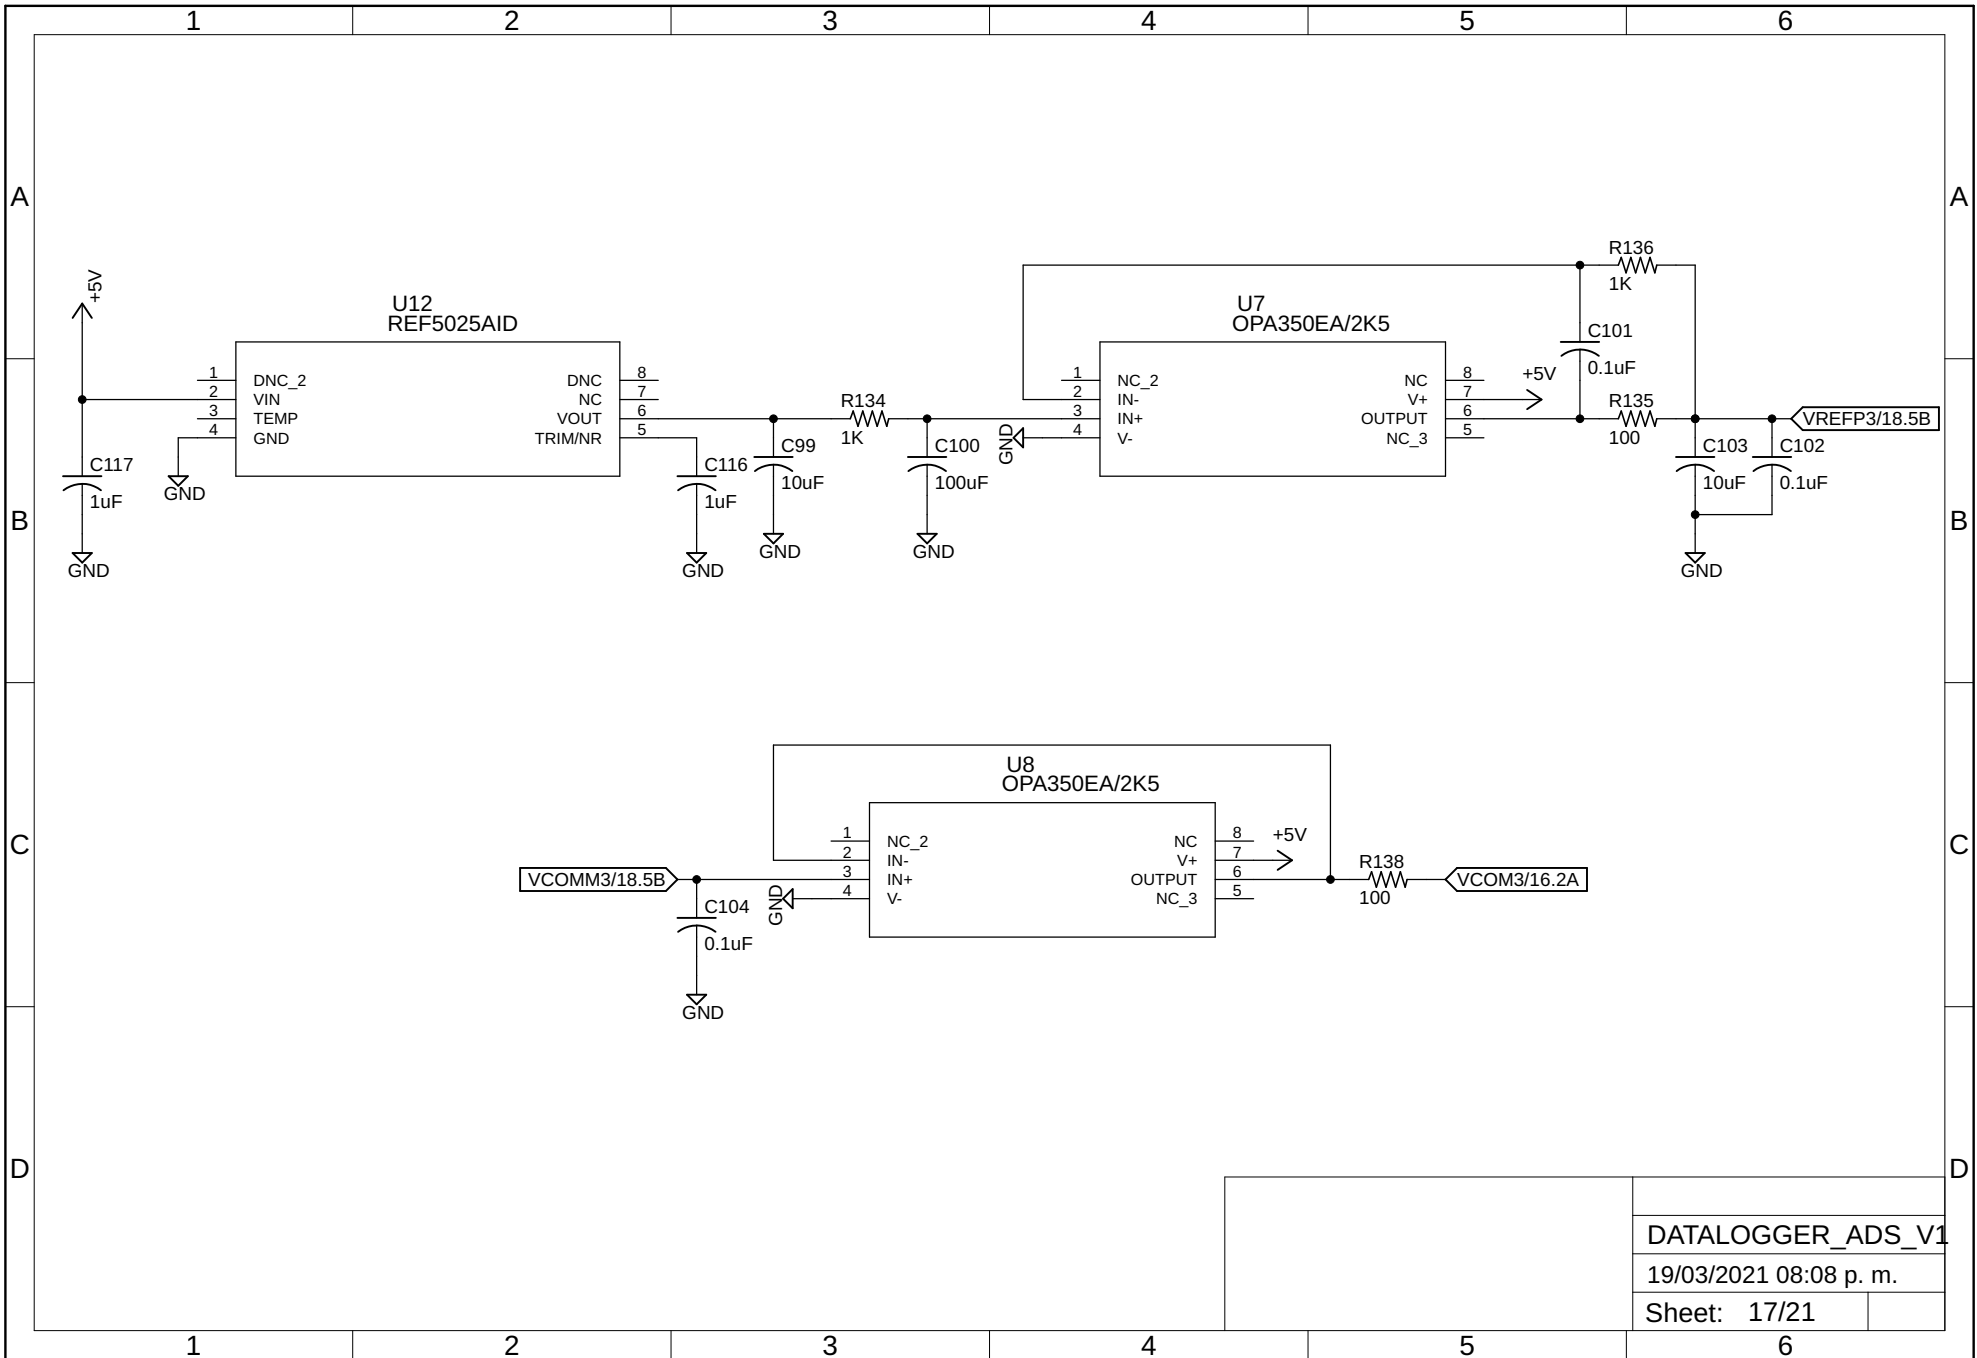 1 2 3 4 5 6
A A
+5V
R136
1K
U12
REF5025AID
U7
OPA350EA/2K5
C101
0.1uF
1 DNC_2 DNC 8
2 VIN NC 7
3 TEMP VOUT 6
4 GND TRIM/NR 5
R134
1K
1 NC_2 NC 8
2 IN- V+ 7
3 IN+ OUTPUT 6
4 V- NC_3 5
+5V
R135
100
VREFP3/18.5B
GND
C117
1uF
GND
GND
C116
1uF
GND
C99
10uF
GND
C100
100uF
GND
C103
10uF
C102
0.1uF
GND
B B
U8
OPA350EA/2K5
C C
1 NC_2 NC 8
2 IN- V+ 7
3 IN+ OUTPUT 6
4 V- NC_3 5
+5V
VCOMM3/18.5B
R138
100
VCOM3/16.2A
GND
C104
0.1uF
GND
D D
DATALOGGER_ADS_V1
19/03/2021 08:08 p. m.
Sheet: 17/21
1 2 3 4 5 6